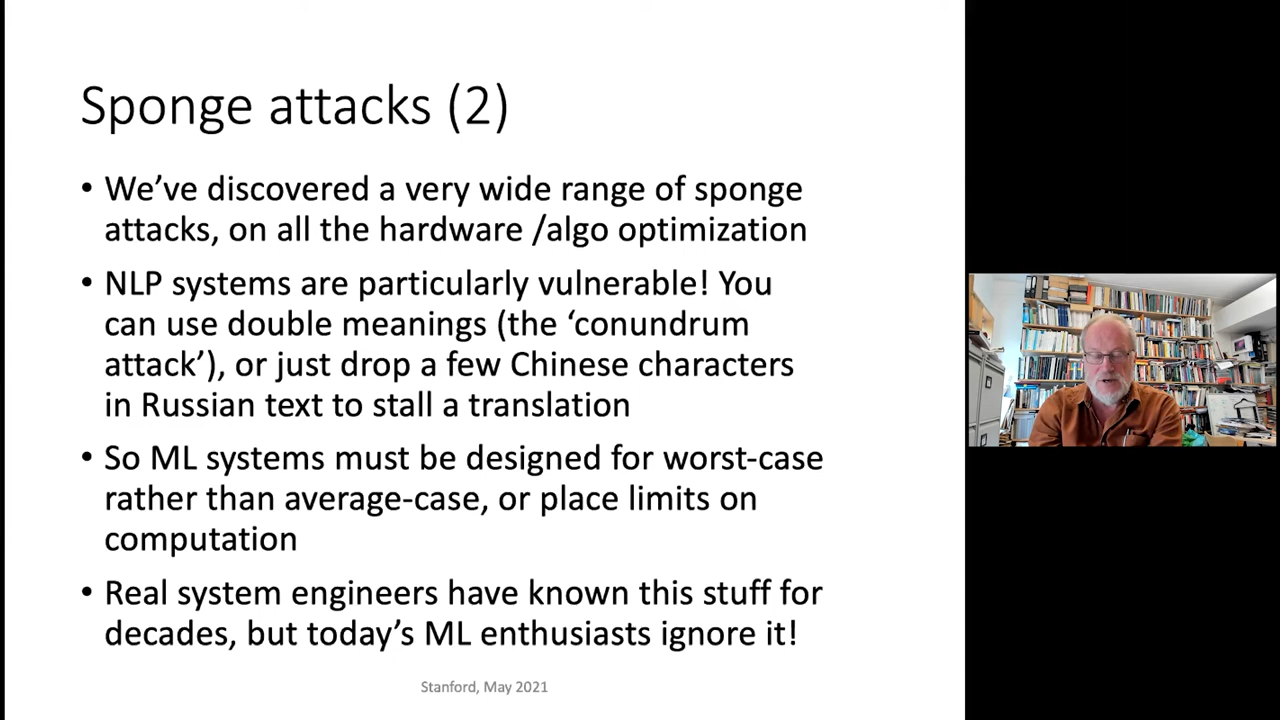 Sponge attacks (2)
• We’ve discovered a very wide range of sponge
attacks, on all the hardware /algo optimization
• NLP systems are particularly vulnerable! You
can use double meanings (the ‘conundrum
attack’), or just drop a few Chinese characters
in Russian text to stall a translation
• So ML systems must be designed for worst-case
rather than average-case, or place limits on
computation
• Real system engineers have known this stuff for
decades, but today’s ML enthusiasts ignore it!
Stanford, May 2021